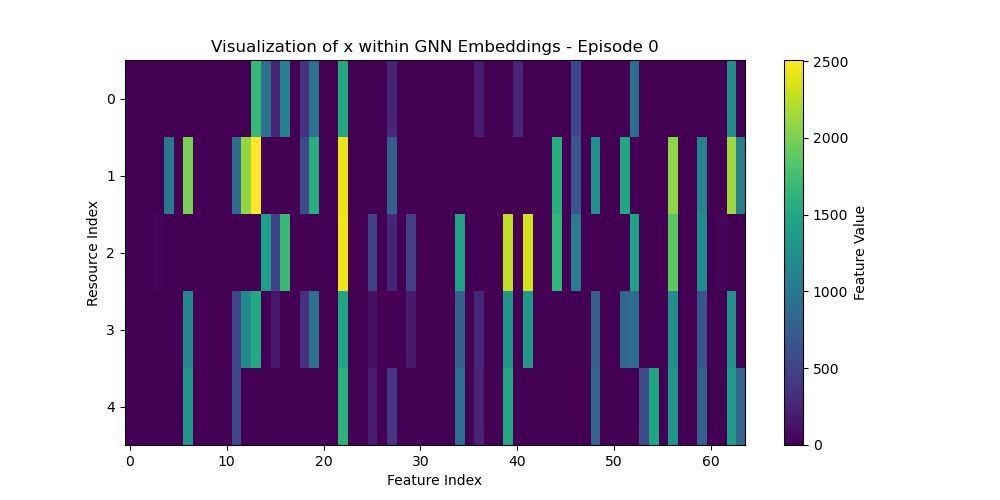 Visualization of x within GNN Embeddings - Episode 0
Resource Index
0
1
2
3
4
0 10 20 30 40 50 60
Feature Index
2500
2000
1500
1000
500
0
Feature Value